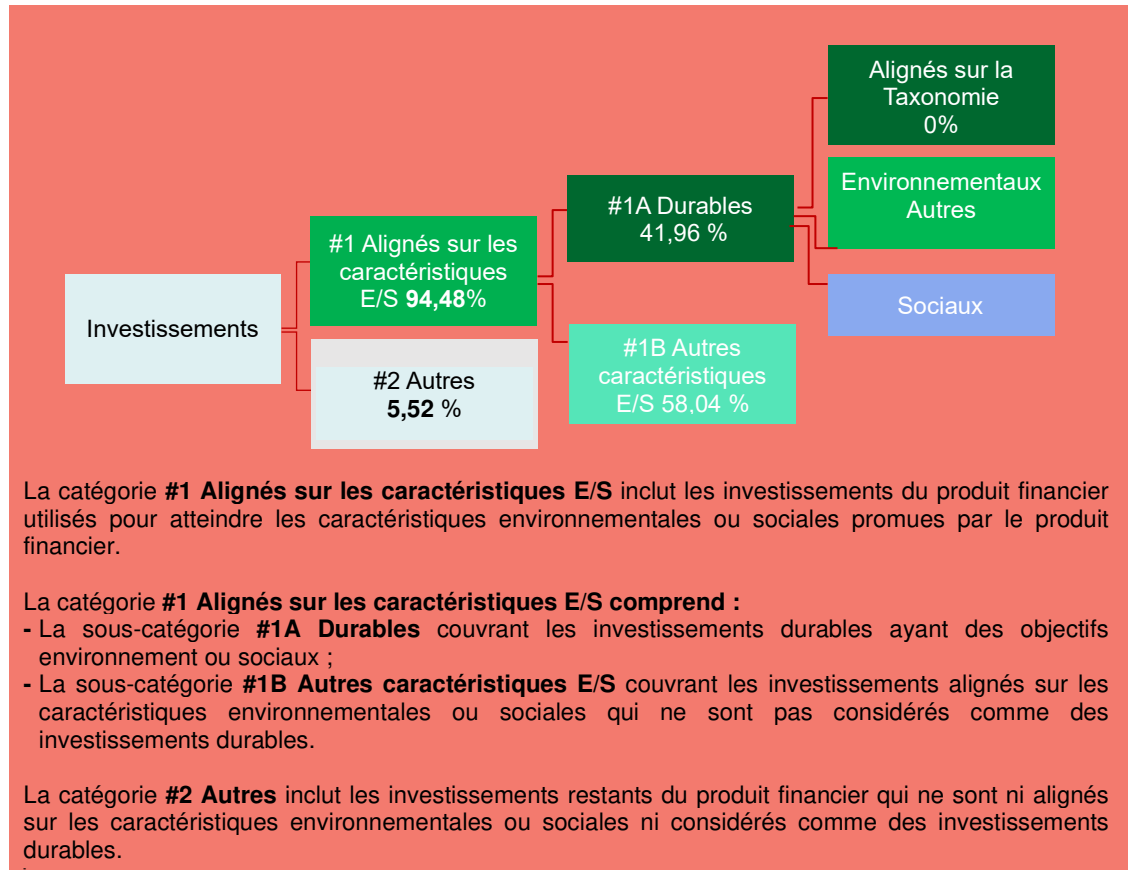 Investissements
#1 Alignés sur les
caractéristiques
E/S 94,48%
#2 Autres
5,52 %
#1A Durables
41,96 %
#1B Autres
caractéristiques
E/S 58,04 %
Alignés sur la
Taxonomie
0%
Environnementaux
Autres
Sociaux
La catégorie #1 Alignés sur les caractéristiques E/S inclut les investissements du produit financier
utilisés pour atteindre les caractéristiques environnementales ou sociales promues par le produit
financier.
La catégorie #1 Alignés sur les caractéristiques E/S comprend :
- La sous-catégorie #1A Durables couvrant les investissements durables ayant des objectifs
environnement ou sociaux ;
- La sous-catégorie #1B Autres caractéristiques E/S couvrant les investissements alignés sur les
caractéristiques environnementales ou sociales qui ne sont pas considérés comme des
investissements durables.
La catégorie #2 Autres inclut les investissements restants du produit financier qui ne sont ni alignés
sur les caractéristiques environnementales ou sociales ni considérés comme des investissements
durables.